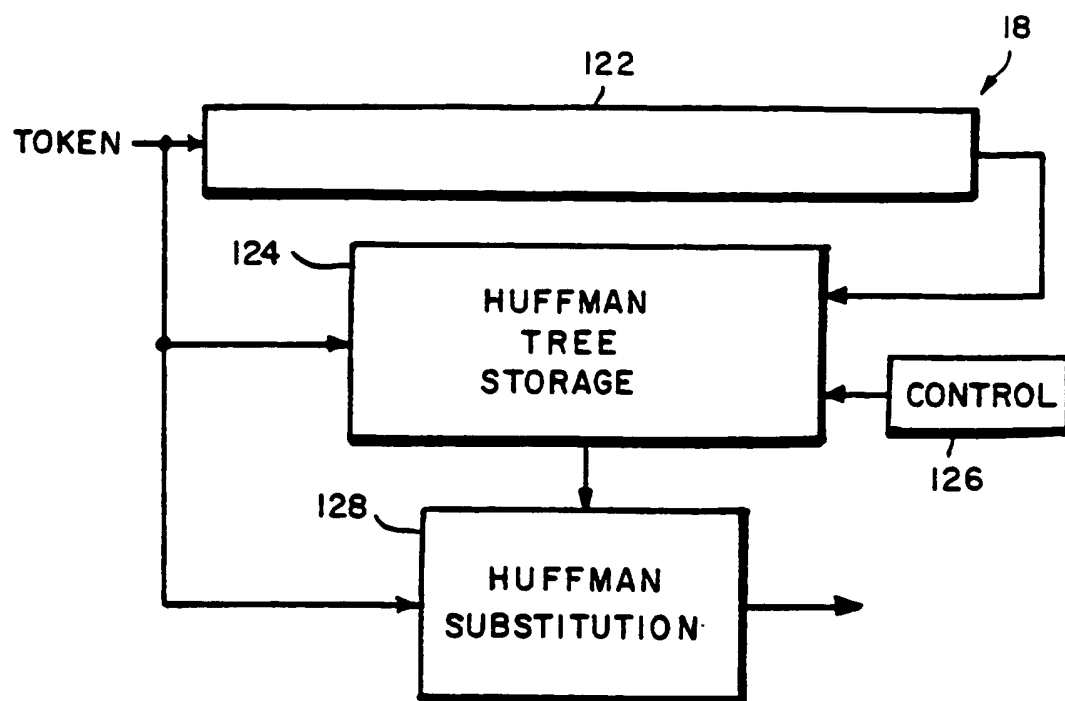 18
122
TOKEN
124
HUFFMAN
TREE
STORAGE
CONTROL
126
128
HUFFMAN
SUBSTITUTION